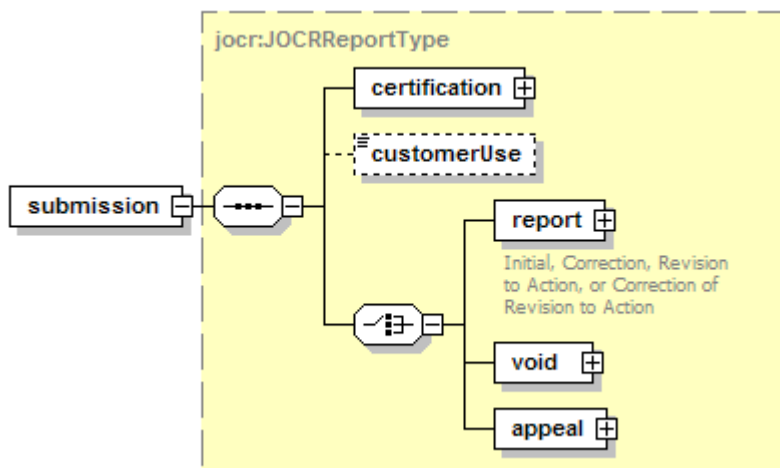 jocr:JOCRReportType
certification
customerUse
submission
report
Initial, Correction, Revision
to Action, or Correction of
Revision to Action
void
appeal